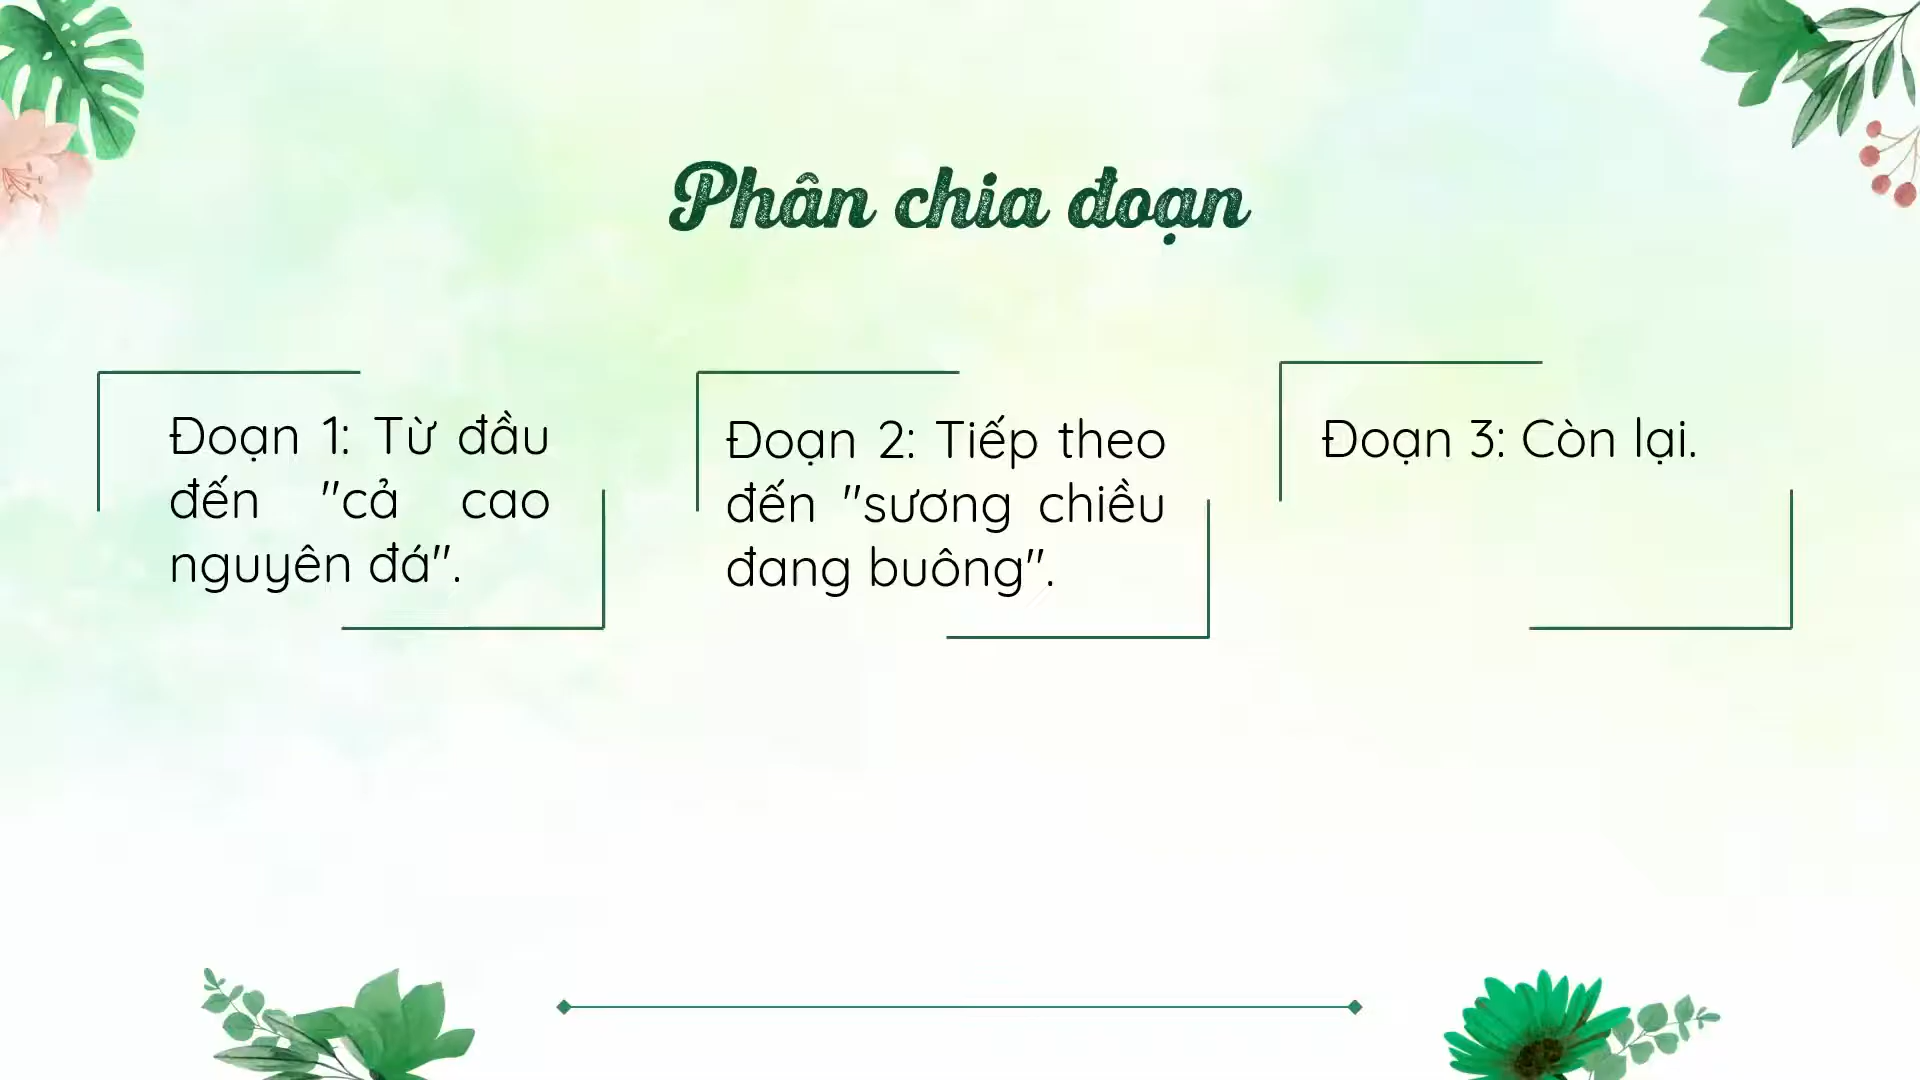 Phân chia đoạn
Đoạn 1: Từ đầu
đến "cả cao
nguyên đá".
Đoạn 2: Tiếp theo
đến "sương chiều
đang buông".
Đoạn 3: Còn lại.